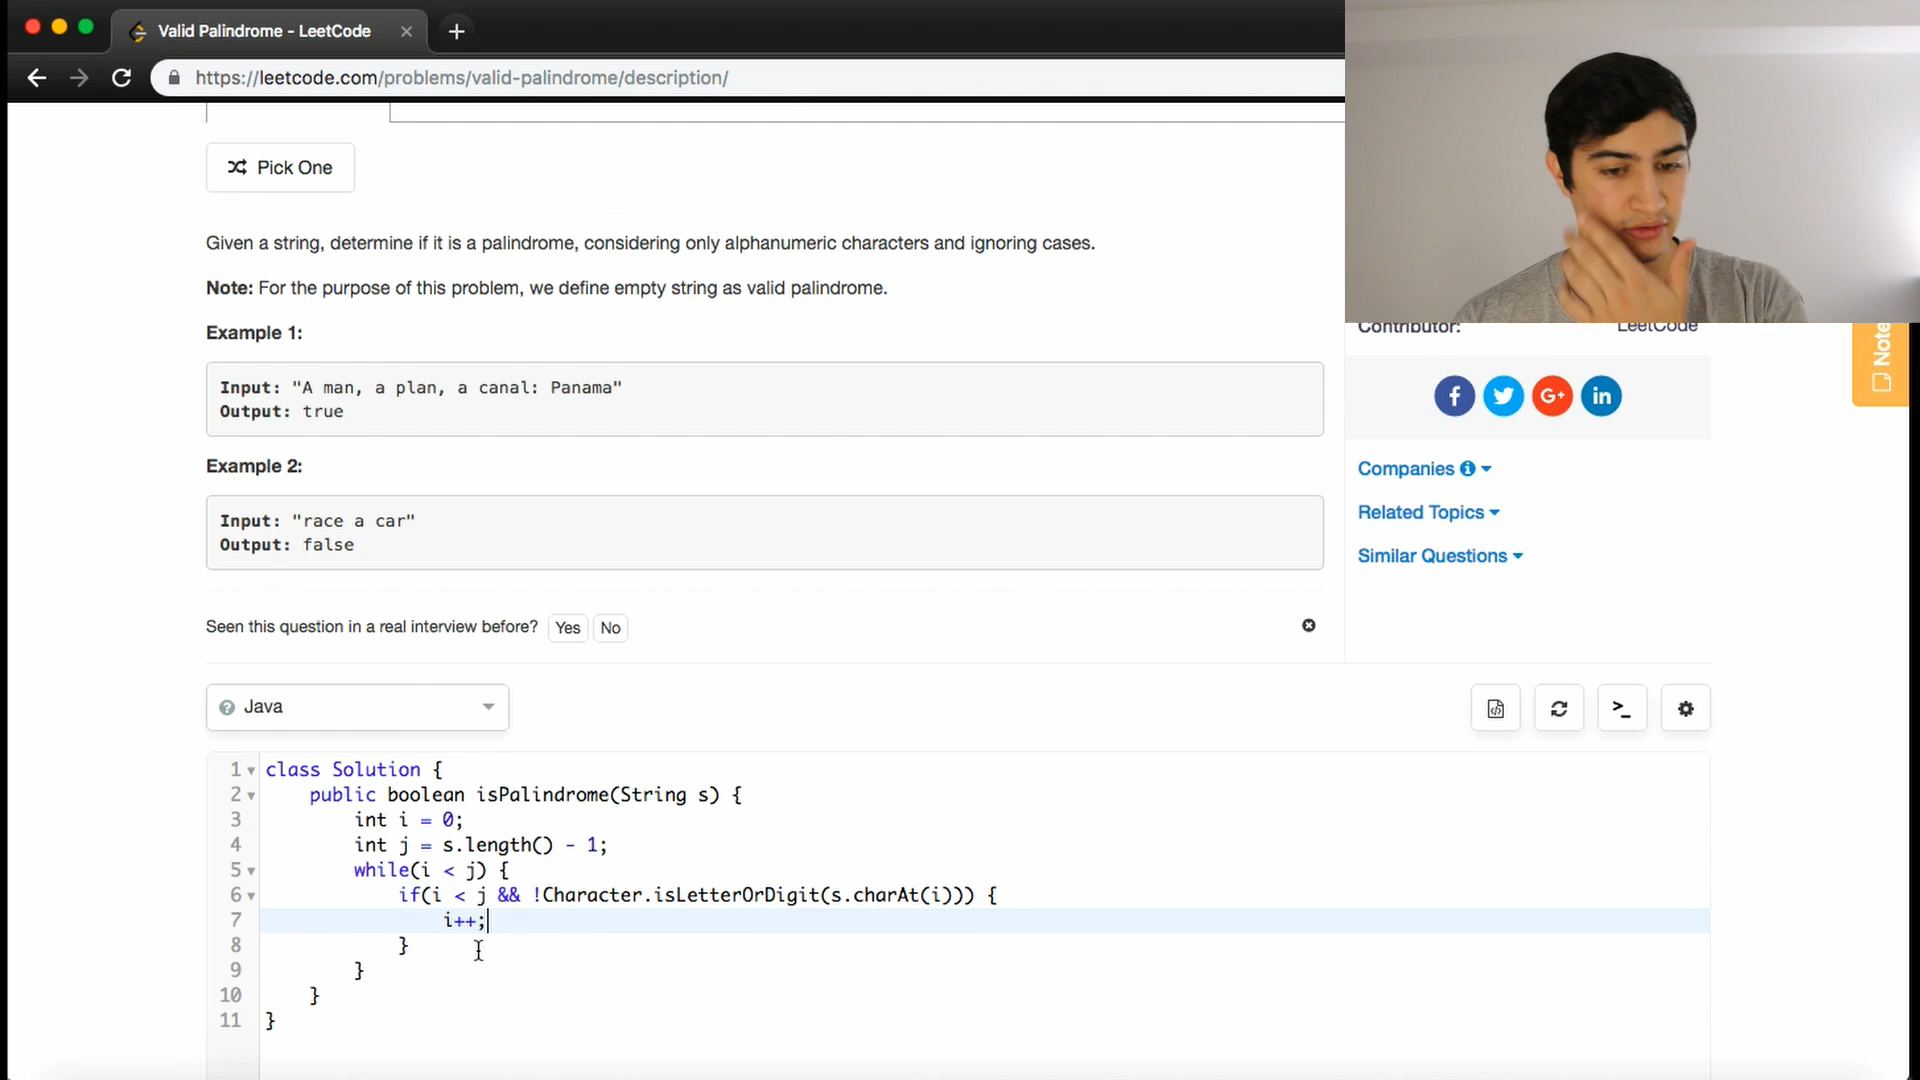 Valid Palindrome - LeetCode
https://leetcode.com/problems/valid-palindrome/description/
Pick One
Given a string, determine if it is a palindrome, considering only alphanumeric characters and ignoring cases.
Note: For the purpose of this problem, we define empty string as valid palindrome.
Example 1:
Input: "A man, a plan, a canal: Panama"
Output: true
Example 2:
Input: "race a car"
Output: false
Seen this question in a real interview before? Yes No
Contributor: LeetCode
Note
f G+ in
Companies i
Related Topics
Similar Questions
? Java
>_
1 class Solution {
2 public boolean isPalindrome(String s) {
3 int i = 0;
4 int j = s.length() - 1;
5 while(i < j) {
6 if(i < j && !Character.isLetterOrDigit(s.charAt(i))) {
7 i++;
8 }
9 }
10 }
11 }